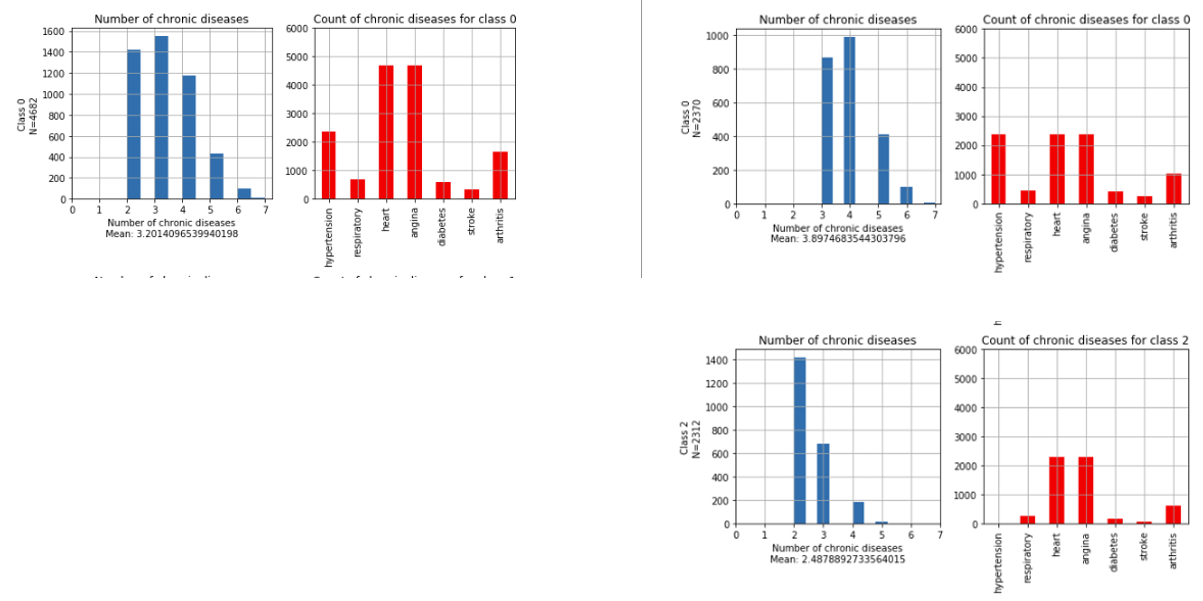 Number of chronic diseases
Count of chronic diseases for class 0
1600
1400
1200
1000
800
600
400
200
0
Class 0
N=4682
0 1 2 3 4 5 6 7
Number of chronic diseases
Mean: 3.2014096539940198
6000
5000
4000
3000
2000
1000
0
hypertension
respiratory
heart
angina
diabetes
stroke
arthritis
Number of chronic diseases
Count of chronic diseases for class 0
1000
800
600
400
200
0
Class 0
N=2370
0 1 2 3 4 5 6 7
Number of chronic diseases
Mean: 3.8974683544303796
6000
5000
4000
3000
2000
1000
0
hypertension
respiratory
heart
angina
diabetes
stroke
arthritis
Number of chronic diseases
Count of chronic diseases for class 2
1400
1200
1000
800
600
400
200
0
Class 2
N=2312
0 1 2 3 4 5 6 7
Number of chronic diseases
Mean: 2.4878892733564015
6000
5000
4000
3000
2000
1000
0
hypertension
respiratory
heart
angina
diabetes
stroke
arthritis